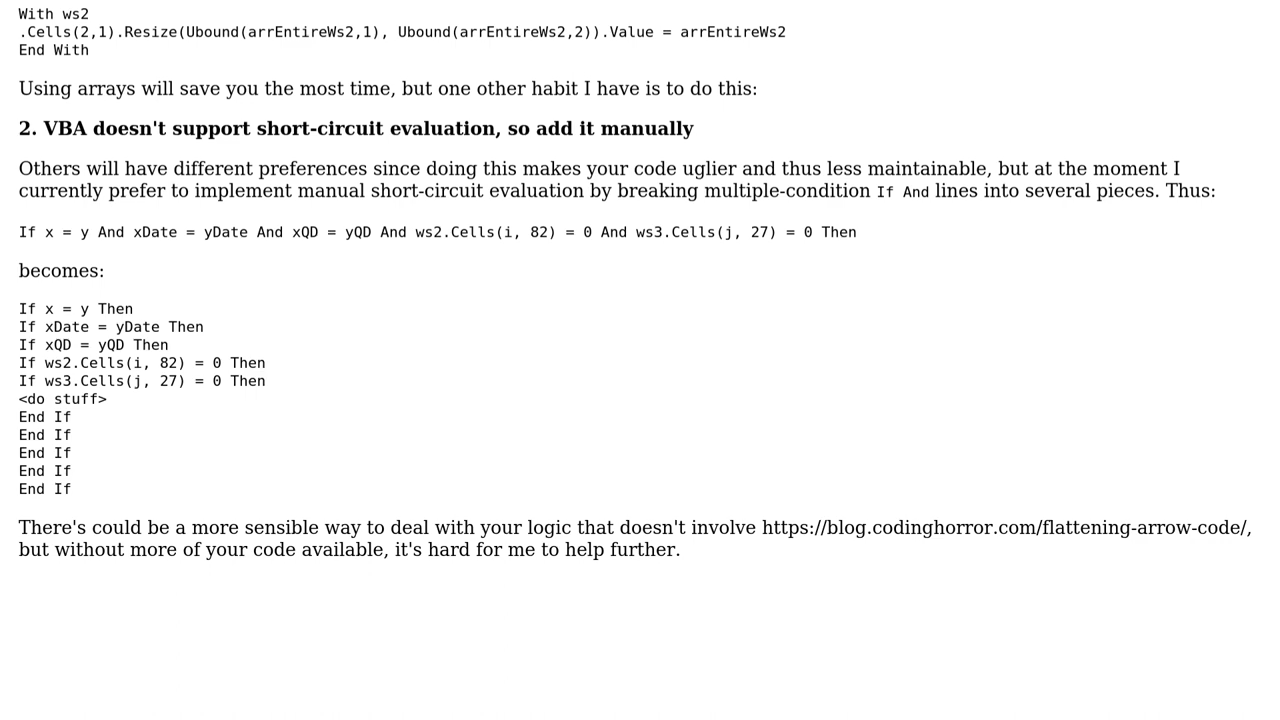 With ws2
.Cells(2,1).Resize(Ubound(arrEntireWs2,1), Ubound(arrEntireWs2,2)).Value = arrEntireWs2
End With
Using arrays will save you the most time, but one other habit I have is to do this:
2. VBA doesn't support short-circuit evaluation, so add it manually
Others will have different preferences since doing this makes your code uglier and thus less maintainable, but at the moment I
currently prefer to implement manual short-circuit evaluation by breaking multiple-condition If And lines into several pieces. Thus:
If x = y And xDate = yDate And xQD = yQD And ws2.Cells(i, 82) = 0 And ws3.Cells(j, 27) = 0 Then
becomes:
If x = y Then
If xDate = yDate Then
If xQD = yQD Then
If ws2.Cells(i, 82) = 0 Then
If ws3.Cells(j, 27) = 0 Then
<do stuff>
End If
End If
End If
End If
End If
There's could be a more sensible way to deal with your logic that doesn't involve https://blog.codinghorror.com/flattening-arrow-code/,
but without more of your code available, it's hard for me to help further.